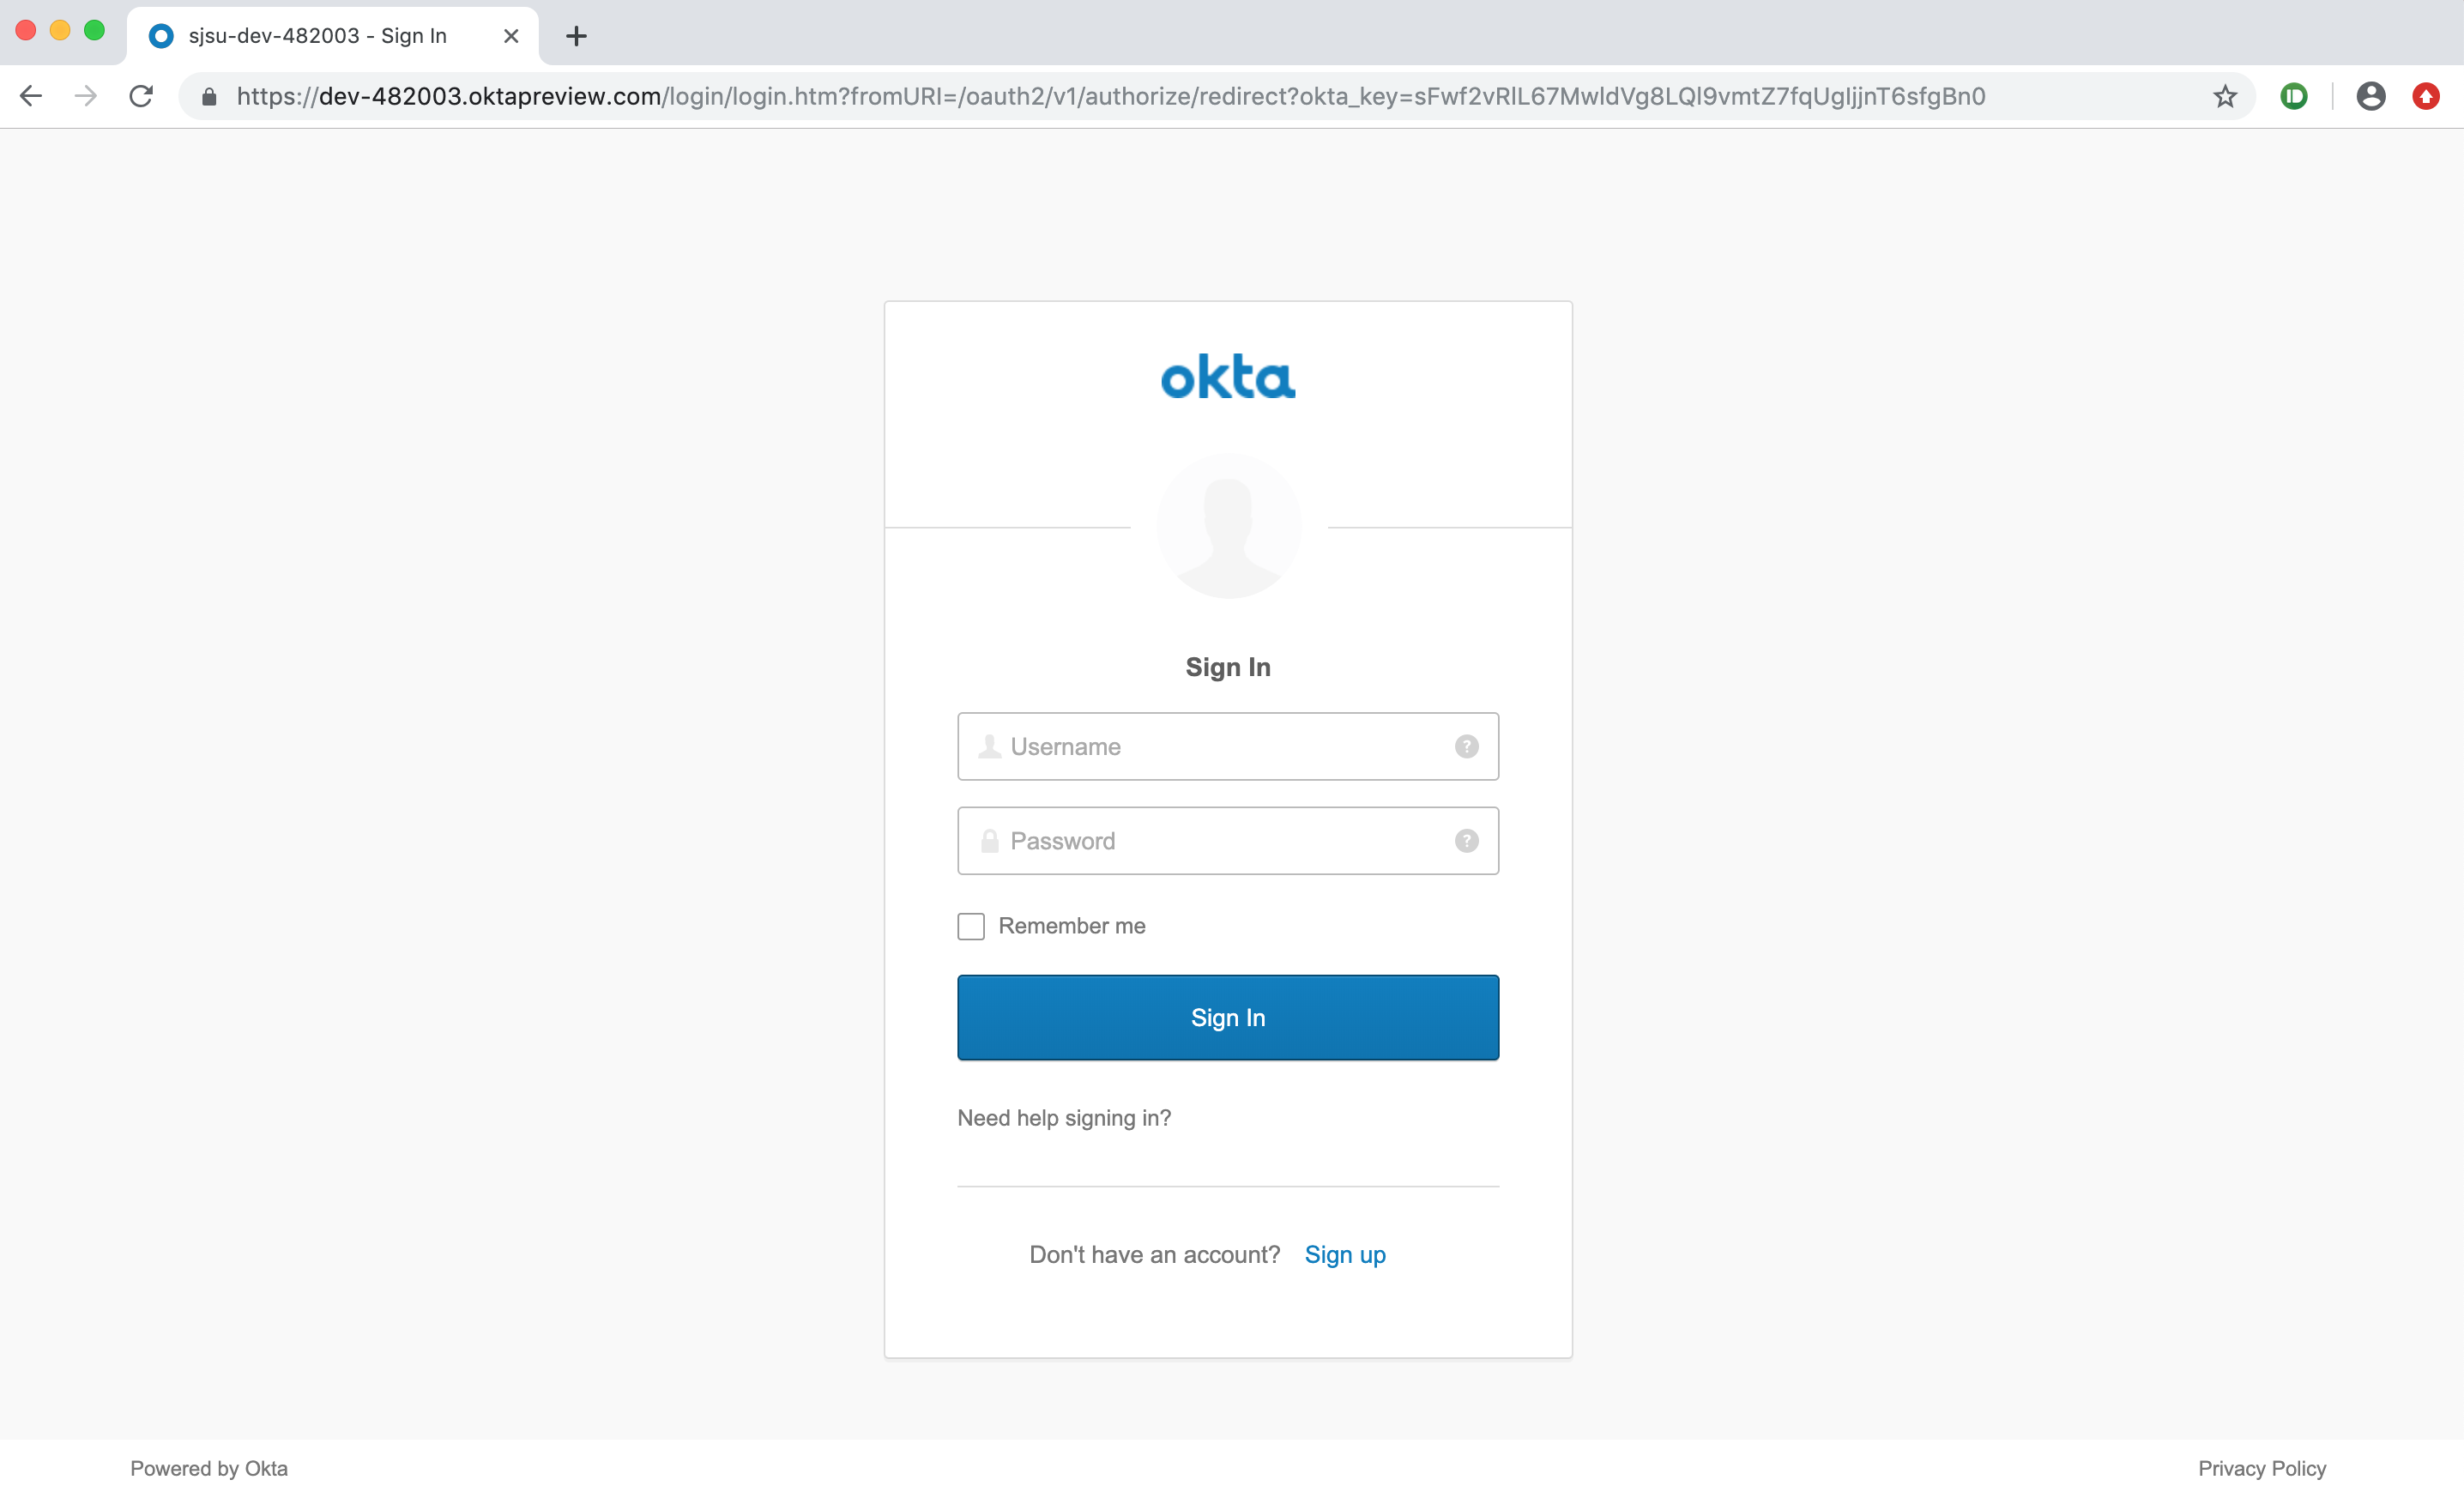 sjsu-dev-482003 - Sign In
https://dev-482003.oktapreview.com/login/login.htm?fromURI=/oauth2/v1/authorize/redirect?okta_key=sFwf2vRlL67MwldVg8LQl9vmtZ7fqUgIjjnT6sfgBn0
okta
Sign In
Username
Password
Remember me
Sign In
Need help signing in?
Don't have an account? Sign up
Powered by Okta
Privacy Policy